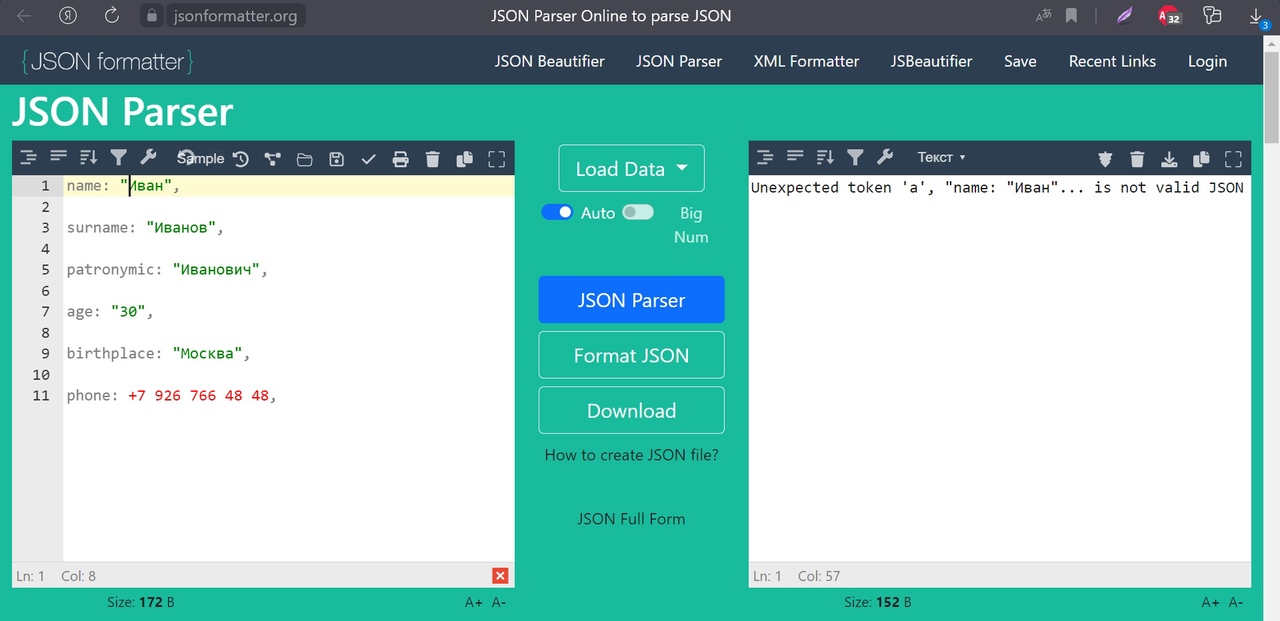 jsonformatter.org
JSON Parser Online to parse JSON
32
3
{JSON formatter}
JSON Beautifier
JSON Parser
XML Formatter
JSBeautifier
Save
Recent Links
Login
JSON Parser
Sample
1 name: "Иван",
2
3 surname: "Иванов",
4
5 patronymic: "Иванович",
6
7 age: "30",
8
9 birthplace: "Москва",
10
11 phone: +7 926 766 48 48,
Ln: 1 Col: 8
Size: 172 B
A+ A-
Load Data
Auto
Big
Num
JSON Parser
Format JSON
Download
How to create JSON file?
JSON Full Form
Текст
Unexpected token 'a', "name: "Иван"... is not valid JSON
Ln: 1 Col: 57
Size: 152 B
A+ A-